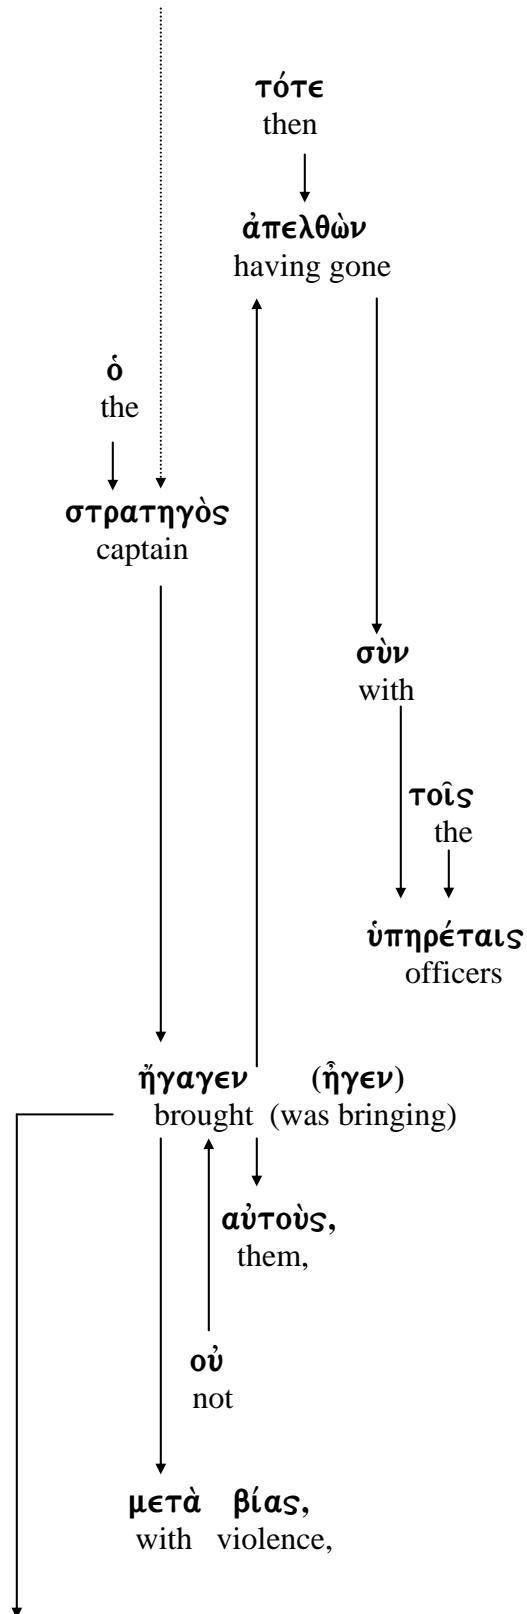 τότε
then
ἀπελθὼν
having gone
ὁ
the
στρατηγὸς
captain
σὺν
with
τοῖς
the
ὑπηρέταις
officers
ἤγαγεν (ἦγεν)
brought (was bringing)
αὐτοὺς,
them,
οὐ
not
μετὰ βίας,
with violence,